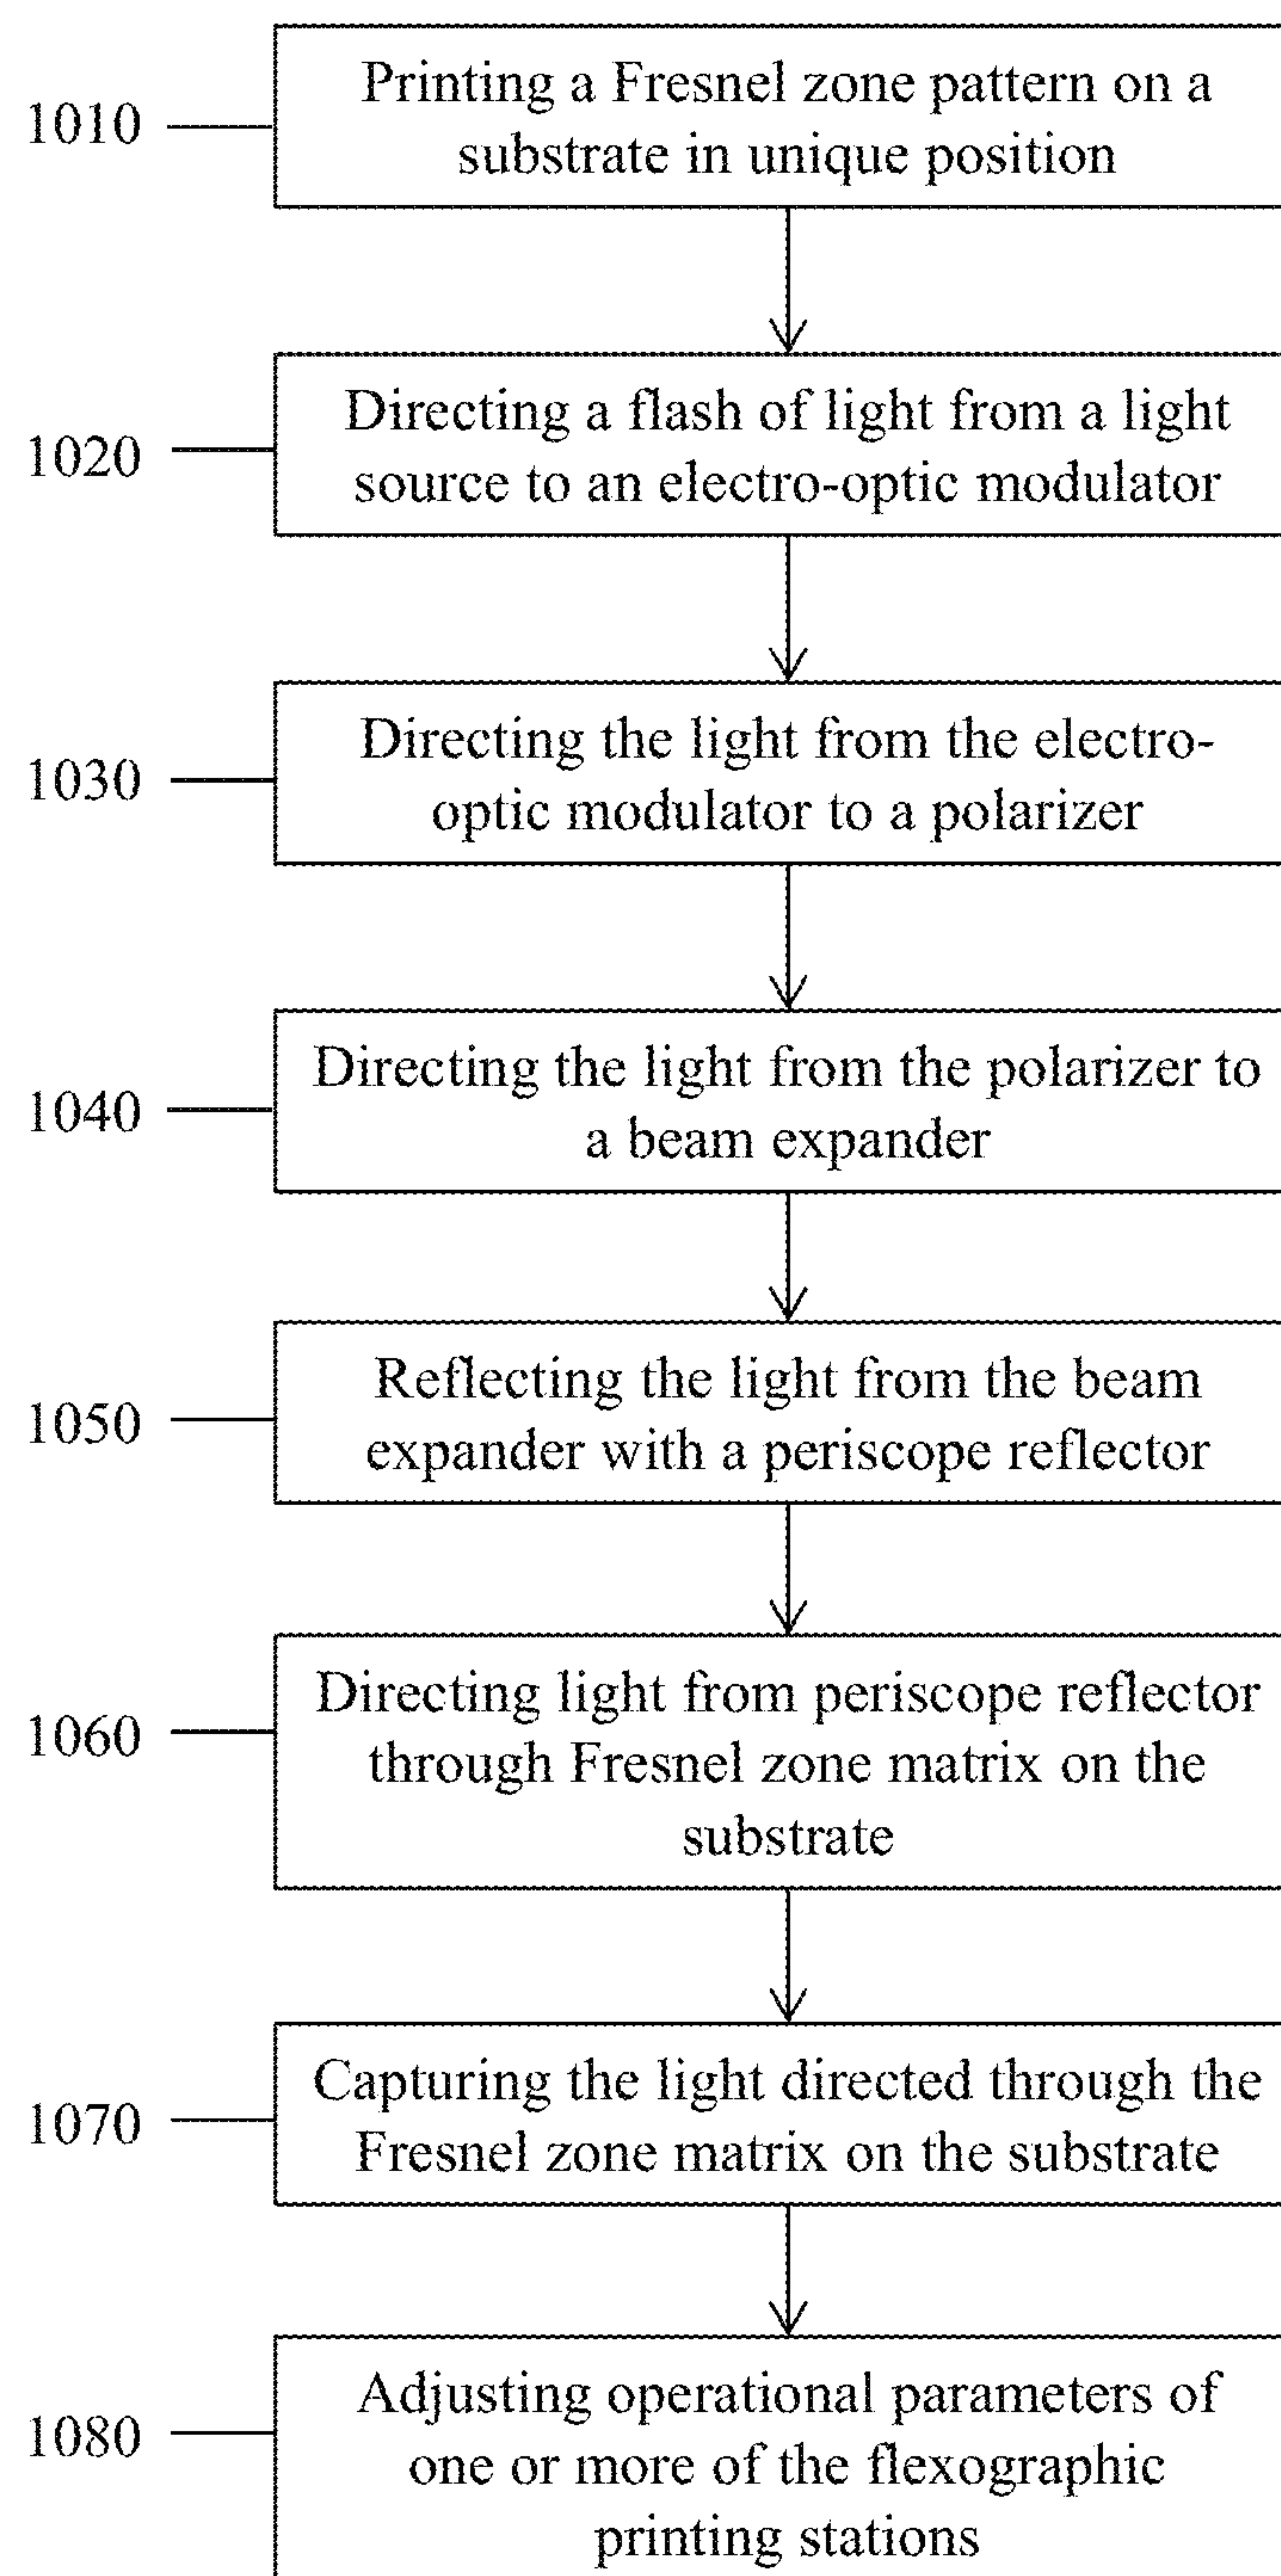 1010
Printing a Fresnel zone pattern on a
substrate in unique position
1020
Directing a flash of light from a light
source to an electro-optic modulator
1030
Directing the light from the electro-
optic modulator to a polarizer
1040
Directing the light from the polarizer to
a beam expander
1050
Reflecting the light from the beam
expander with a periscope reflector
1060
Directing light from periscope reflector
through Fresnel zone matrix on the
substrate
1070
Capturing the light directed through the
Fresnel zone matrix on the substrate
1080
Adjusting operational parameters of
one or more of the flexographic
printing stations